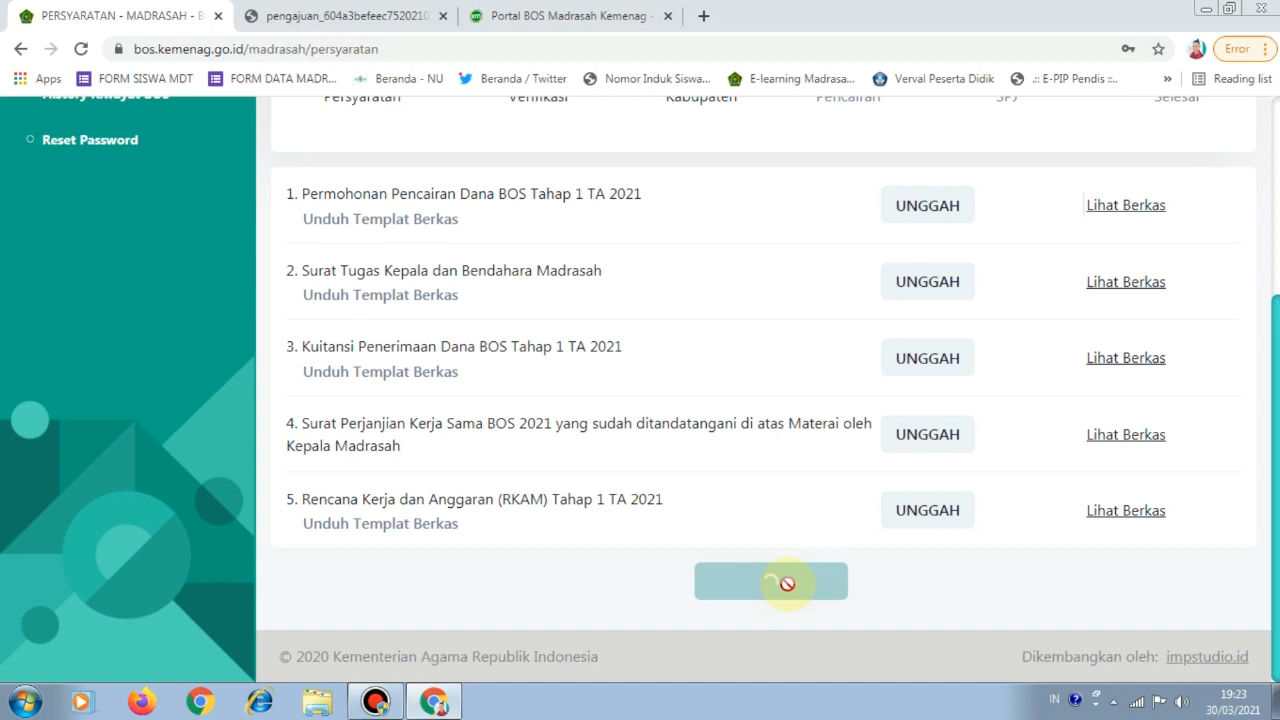 PERSYARATAN - MADRASAH - B
pengajuan_604a3befeec7520210
Portal BOS Madrasah Kemenag -
bos.kemenag.go.id/madrasah/persyaratan
Error
Apps
FORM SISWA MDT
FORM DATA MADR...
Beranda - NU
Beranda / Twitter
Nomor Induk Siswa...
E-learning Madrasa...
Verval Peserta Didik
.:: E-PIP Pendis ::..
»
Reading list
Persyaratan
Verifikasi
Kabupaten
Pencairan
SPJ
Selesai
Reset Password
1. Permohonan Pencairan Dana BOS Tahap 1 TA 2021
Unduh Templat Berkas
UNGGAH
Lihat Berkas
2. Surat Tugas Kepala dan Bendahara Madrasah
Unduh Templat Berkas
UNGGAH
Lihat Berkas
3. Kuitansi Penerimaan Dana BOS Tahap 1 TA 2021
Unduh Templat Berkas
UNGGAH
Lihat Berkas
4. Surat Perjanjian Kerja Sama BOS 2021 yang sudah ditandatangani di atas Materai oleh
Kepala Madrasah
UNGGAH
Lihat Berkas
5. Rencana Kerja dan Anggaran (RKAM) Tahap 1 TA 2021
Unduh Templat Berkas
UNGGAH
Lihat Berkas
© 2020 Kementerian Agama Republik Indonesia
Dikembangkan oleh: impstudio.id
IN
19:23
30/03/2021